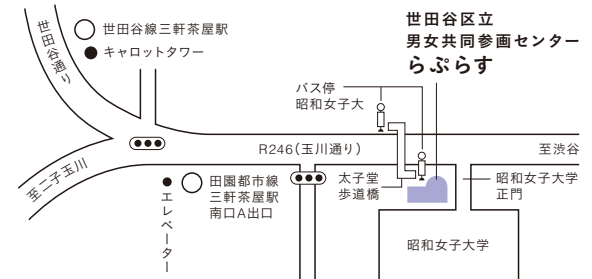 世田谷区立
男女共同参画センター
らぷらす
世田谷通り
世田谷線三軒茶屋駅
キャロットタワー
バス停
昭和女子大
R246(玉川通り)
至渋谷
至二子玉川
エレベーター
田園都市線
三軒茶屋駅
南口A出口
太子堂
歩道橋
昭和女子大学
正門
昭和女子大学